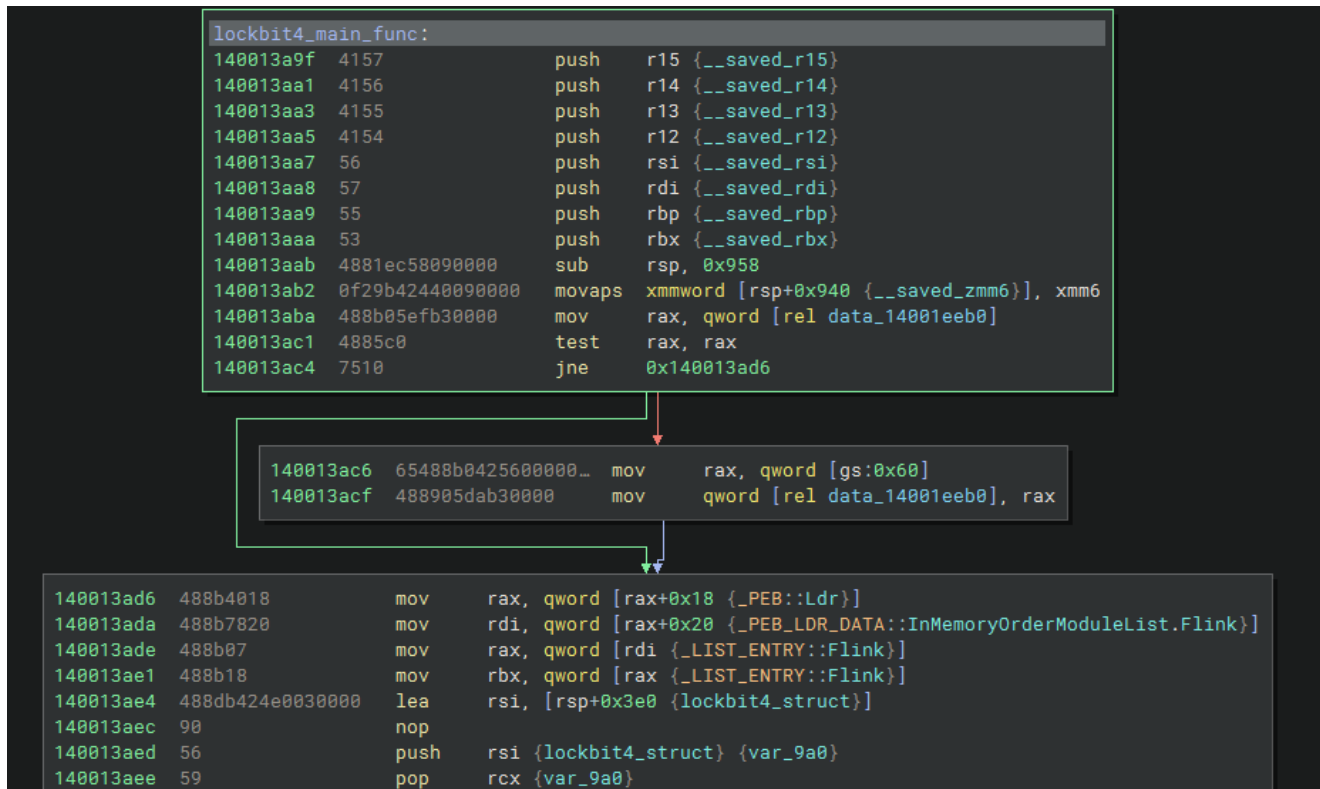 lockbit4_main_func:
140013a9f 4157 push r15 {__saved_r15}
140013aa1 4156 push r14 {__saved_r14}
140013aa3 4155 push r13 {__saved_r13}
140013aa5 4154 push r12 {__saved_r12}
140013aa7 56 push rsi {__saved_rsi}
140013aa8 57 push rdi {__saved_rdi}
140013aa9 55 push rbp {__saved_rbp}
140013aaa 53 push rbx {__saved_rbx}
140013aab 4881ec58090000 sub rsp, 0x958
140013ab2 0f29b42440090000 movaps xmmword [rsp+0x940 {__saved_zmm6}], xmm6
140013aba 488b05efb30000 mov rax, qword [rel data_14001eeb0]
140013ac1 4885c0 test rax, rax
140013ac4 7510 jne 0x140013ad6
140013ac6 65488b0425600000… mov rax, qword [gs:0x60]
140013acf 488905dab30000 mov qword [rel data_14001eeb0], rax
140013ad6 488b4018 mov rax, qword [rax+0x18 {_PEB::Ldr}]
140013ada 488b7820 mov rdi, qword [rax+0x20 {_PEB_LDR_DATA::InMemoryOrderModuleList.Flink}]
140013ade 488b07 mov rax, qword [rdi {_LIST_ENTRY::Flink}]
140013ae1 488b18 mov rbx, qword [rax {_LIST_ENTRY::Flink}]
140013ae4 488db424e0030000 lea rsi, [rsp+0x3e0 {lockbit4_struct}]
140013aec 90 nop
140013aed 56 push rsi {lockbit4_struct} {var_9a0}
140013aee 59 pop rcx {var_9a0}